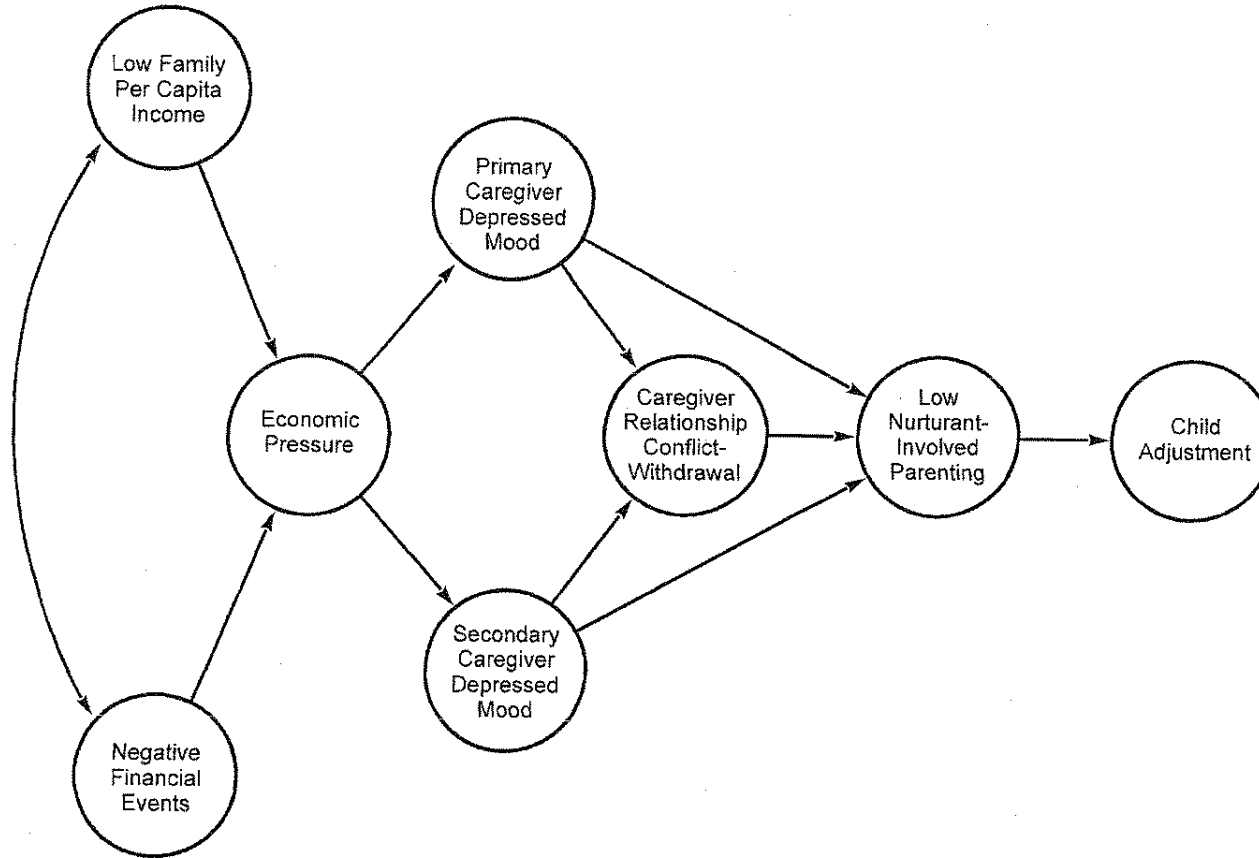 Low Family
Per Capita
Income
Primary
Caregiver
Depressed
Mood
Economic
Pressure
Caregiver
Relationship
Conflict-
Withdrawal
Low
Nurturant-
Involved
Parenting
Child
Adjustment
Secondary
Caregiver
Depressed
Mood
Negative
Financial
Events